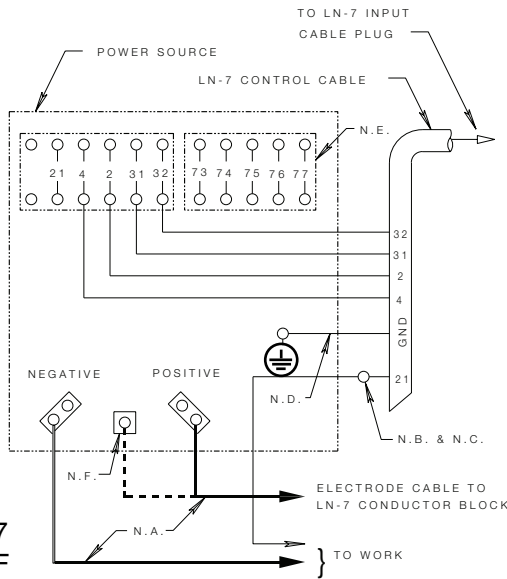 TO LN-7 INPUT
CABLE PLUG
POWER SOURCE
LN-7 CONTROL CABLE
N.E.
21 4 2 31 32 73 74 75 76 77
32
31
2
4
GND
21
NEGATIVE POSITIVE
N.D.
N.B. & N.C.
N.F.
ELECTRODE CABLE TO
LN-7 CONDUCTOR BLOCK
N.A.
TO WORK